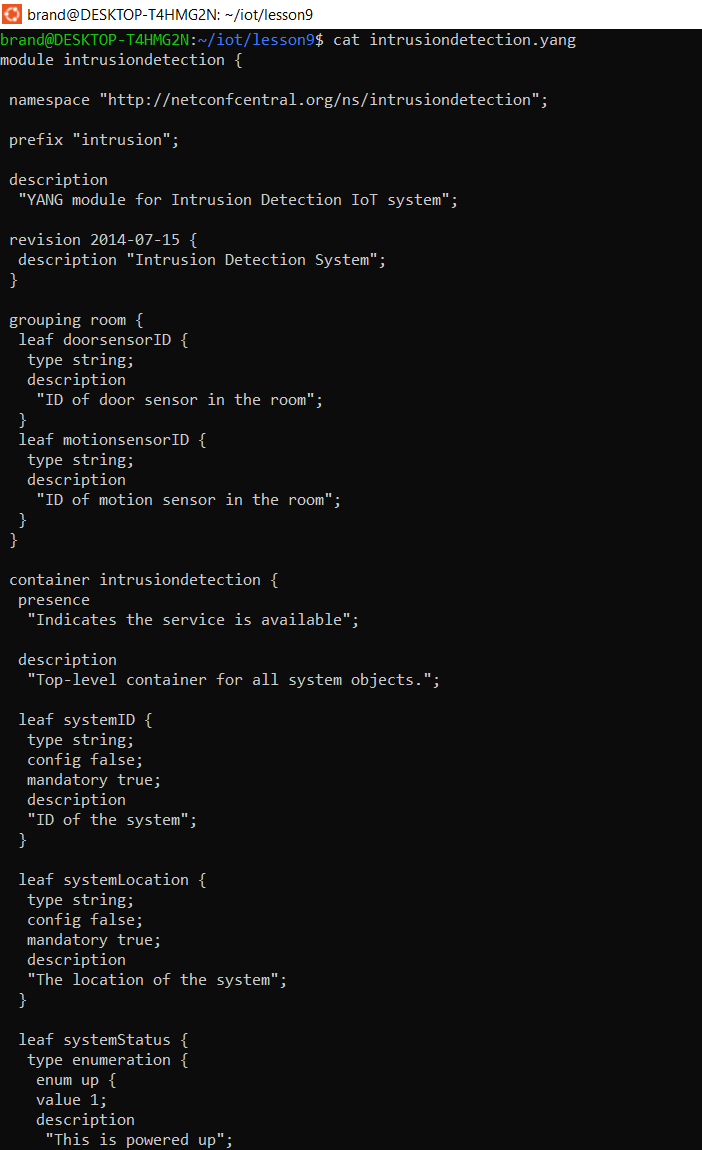 brand@DESKTOP-T4HMG2N: ~/iot/lesson9
brand@DESKTOP-T4HMG2N:~/iot/lesson9$ cat intrusiondetection.yang
module intrusiondetection {
namespace "http://netconfcentral.org/ns/intrusiondetection";
prefix "intrusion";
description
"YANG module for Intrusion Detection IoT system";
revision 2014-07-15 {
description "Intrusion Detection System";
}
grouping room {
leaf doorsensorID {
type string;
description
"ID of door sensor in the room";
}
leaf motionsensorID {
type string;
description
"ID of motion sensor in the room";
}
}
container intrusiondetection {
presence
"Indicates the service is available";
description
"Top-level container for all system objects.";
leaf systemID {
type string;
config false;
mandatory true;
description
"ID of the system";
}
leaf systemLocation {
type string;
config false;
mandatory true;
description
"The location of the system";
}
leaf systemStatus {
type enumeration {
enum up {
value 1;
description
"This is powered up";